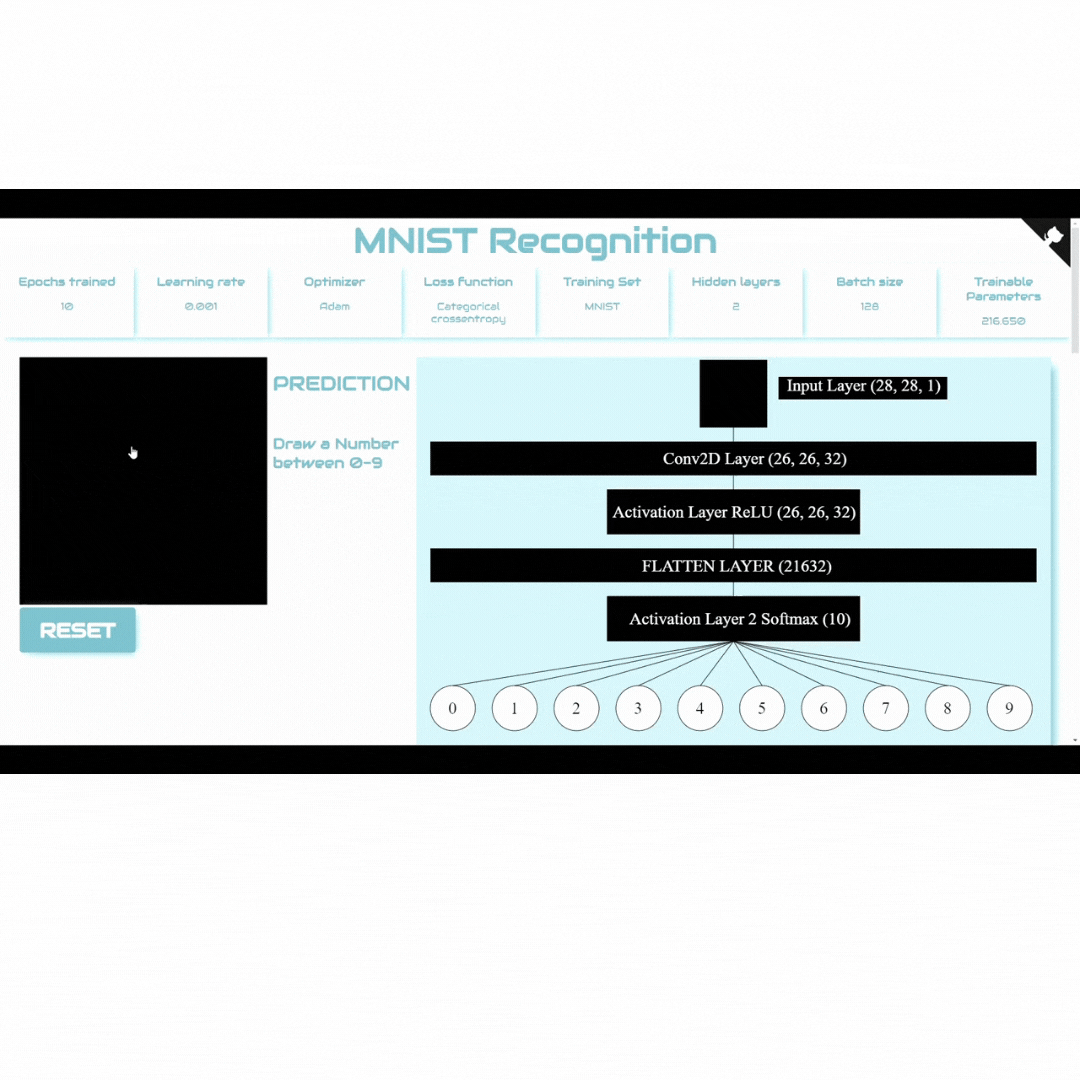 MNIST Recognition
Epochs trained
10
Learning rate
0.001
Optimizer
Adam
Loss function
Categorical
crossentropy
Training Set
MNIST
Hidden layers
2
Batch size
128
Trainable
Parameters
216.650
PREDICTION
Draw a Number
between 0-9
RESET
Input Layer (28, 28, 1)
Conv2D Layer (26, 26, 32)
Activation Layer ReLU (26, 26, 32)
FLATTEN LAYER (21632)
Activation Layer 2 Softmax (10)
0 1 2 3 4 5 6 7 8 9